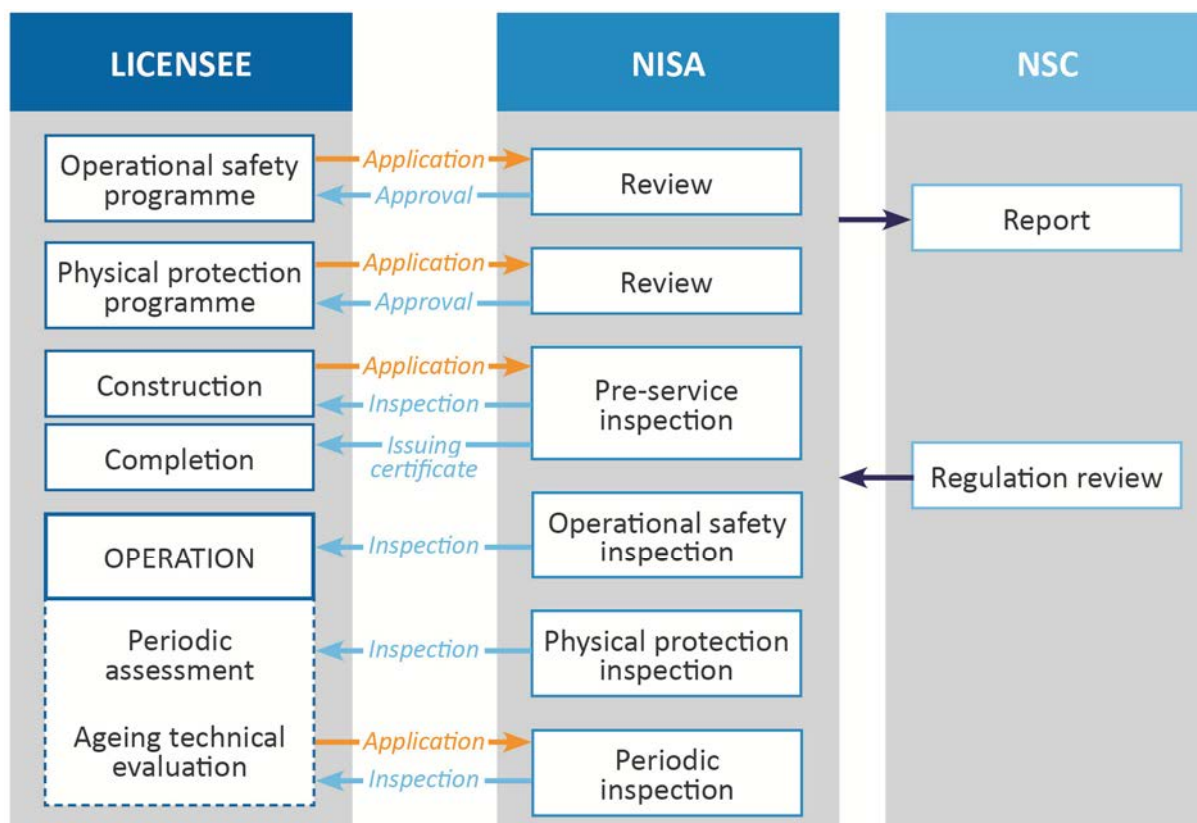 LICENSEE
NISA
NSC
Operational safety
programme
Application
Approval
Review
Report
Physical protection
programme
Application
Approval
Review
Construction
Application
Inspection
Pre-service
inspection
Completion
Issuing
certificate
Regulation review
OPERATION
Inspection
Operational safety
inspection
Periodic
assessment
Inspection
Physical protection
inspection
Ageing technical
evaluation
Application
Inspection
Periodic
inspection